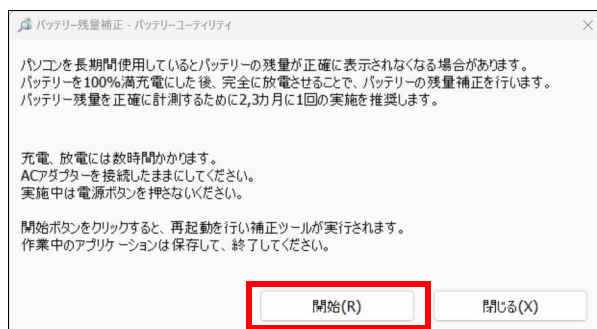 バッテリー残量補正 - バッテリーユーティリティ
パソコンを長期間使用しているとバッテリーの残量が正確に表示されなくなる場合があります。
バッテリーを100%満充電にした後、完全に放電させることで、バッテリーの残量補正を行います。
バッテリー残量を正確に計測するために2,3カ月に1回の実施を推奨します。
充電、放電には数時間かかります。
ACアダプターを接続したままにしてください。
実施中は電源ボタンを押さないください。
開始ボタンをクリックすると、再起動を行い補正ツールが実行されます。
作業中のアプリケーションは保存して、終了してください。
開始(R)
閉じる(X)